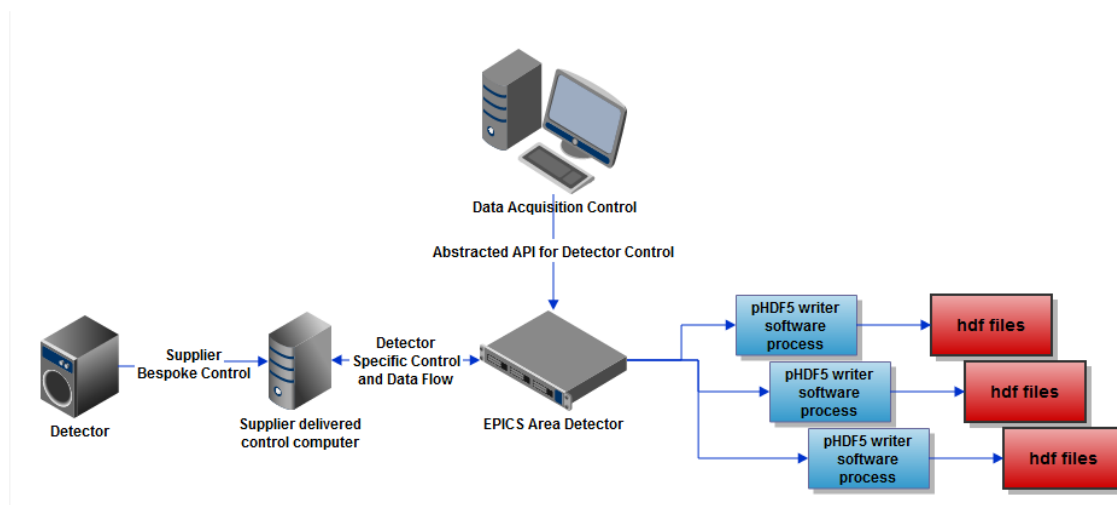 Data Acquisition Control
Abstracted API for Detector Control
Detector
Supplier
Bespoke Control
Supplier delivered
control computer
Detector
Specific Control
and Data Flow
EPICS Area Detector
pHDF5 writer
software
process
hdf files
pHDF5 writer
software
process
hdf files
pHDF5 writer
software
process
hdf files